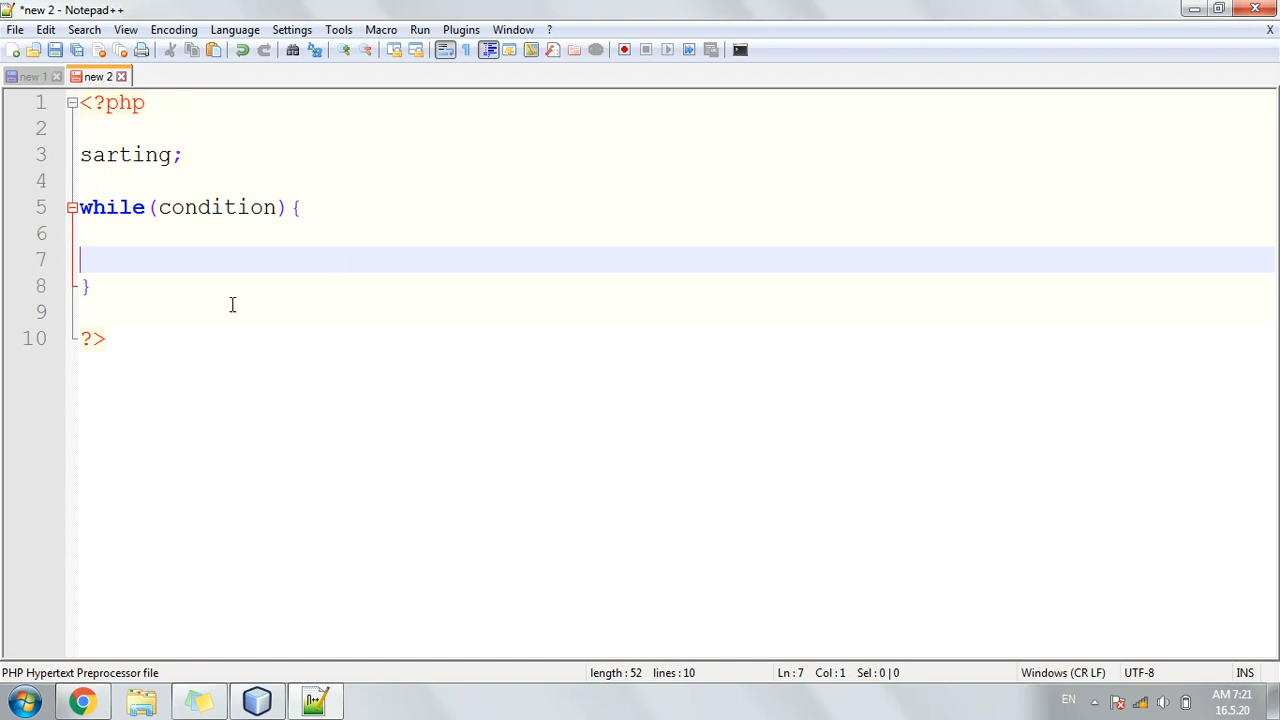 *new 2 - Notepad++
File Edit Search View Encoding Language Settings Tools Macro Run Plugins Window ? X
new 1 new 2
1 <?php
2
3 sarting;
4
5 while(condition){
6
7
8 }
9
10 ?>
PHP Hypertext Preprocessor file length : 52 lines : 10 Ln : 7 Col : 1 Sel : 0 | 0 Windows (CR LF) UTF-8 INS
EN AM 7:21
16.5.20